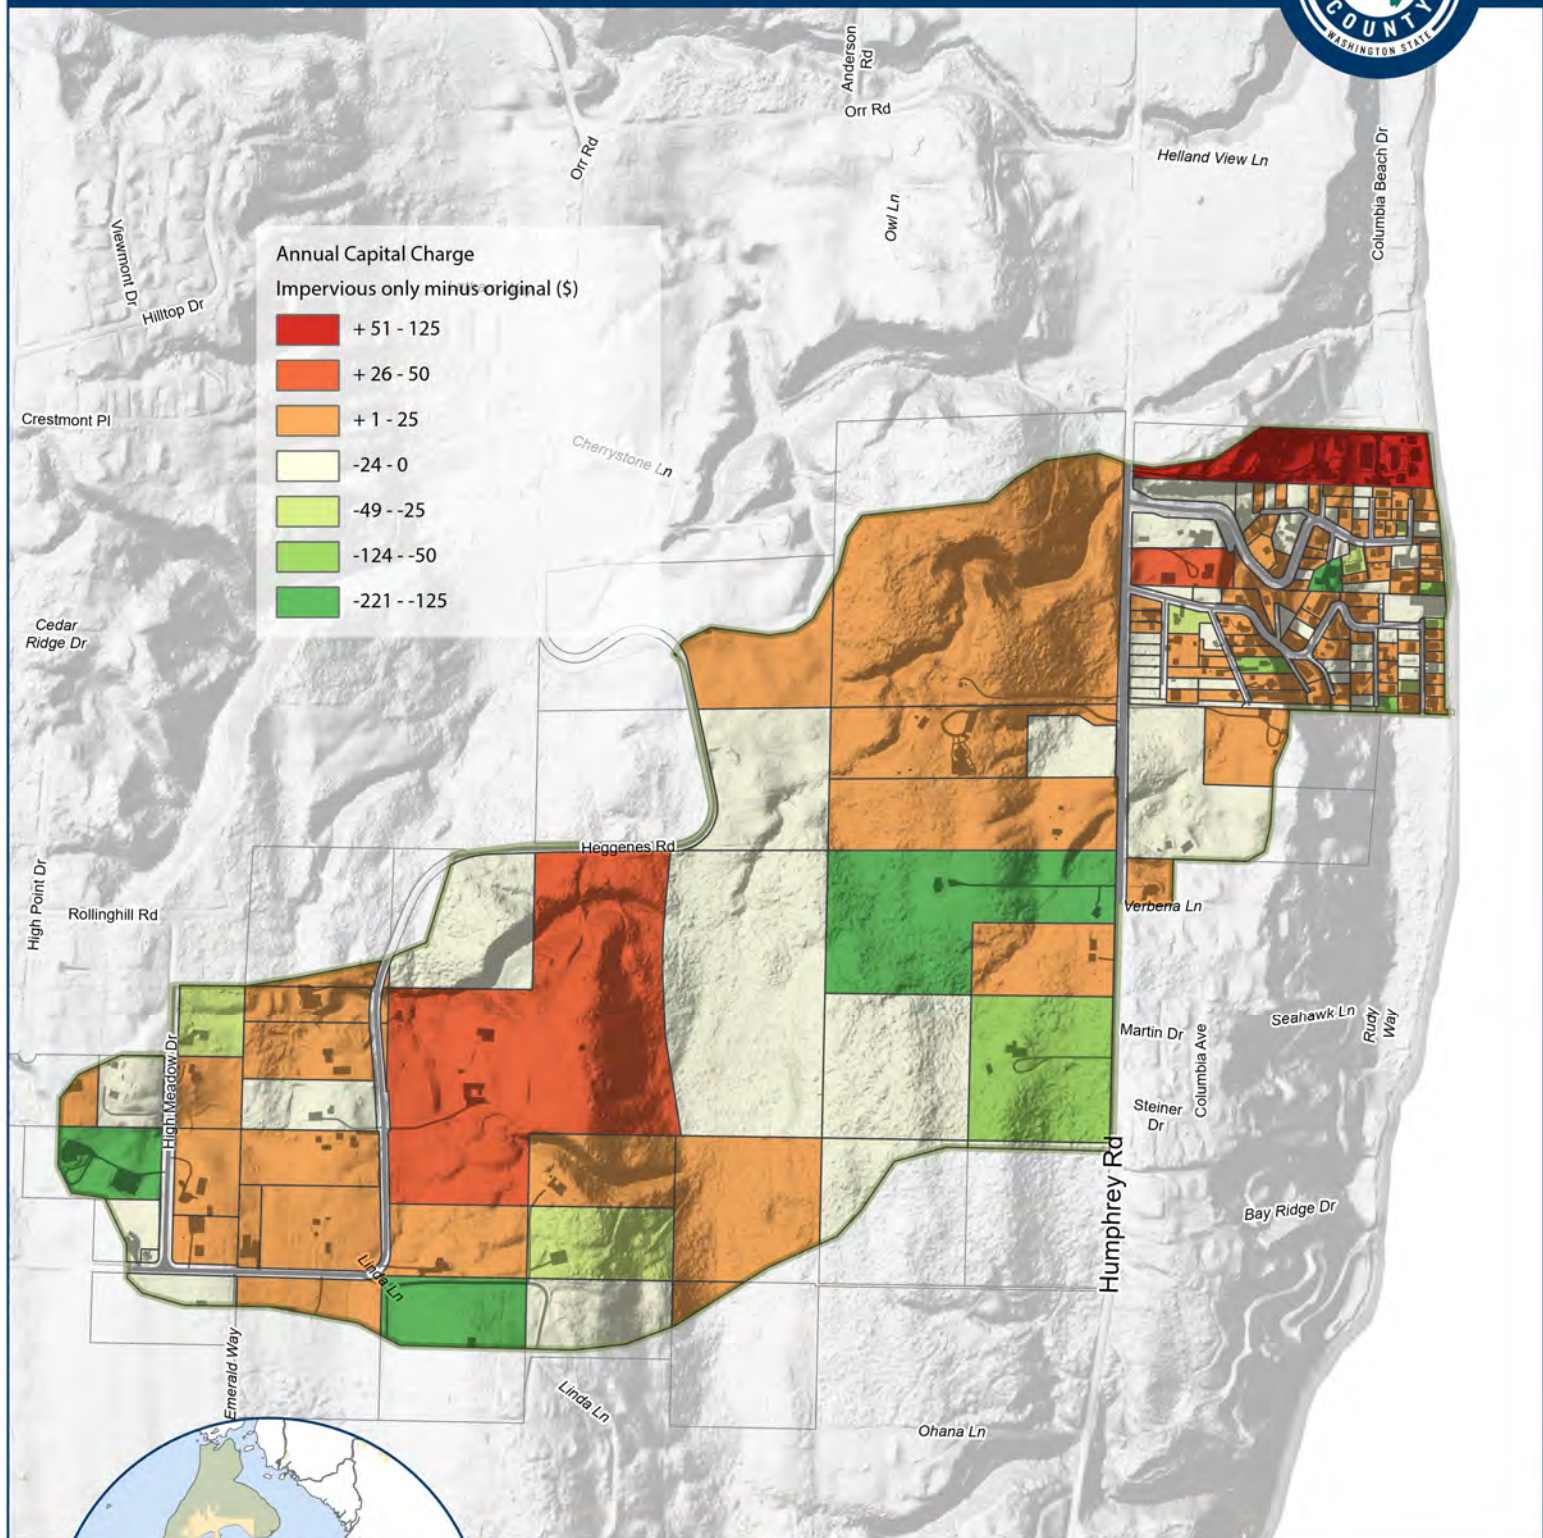 COUNTY
WASHINGTON STATE
Anderson
Rd
Orr Rd
Orr Rd
Helland View Ln
Columbia Beach Dr
Owl Ln
Viewmont Dr
Hilltop Dr
Annual Capital Charge
Impervious only minus original ($)
+ 51 - 125
+ 26 - 50
+ 1 - 25
-24 - 0
-49 - -25
-124 - -50
-221 - -125
Crestmont Pl
Cherrystone Ln
Cedar
Ridge Dr
Heggenes Rd
High Point Dr
Rollinghill Rd
Verbena Ln
Seahawk Ln
Rudy
Way
Martin Dr
Columbia Ave
High Meadow Dr
Steiner
Dr
Humphrey Rd
Bay Ridge Dr
Linda Ln
Emerald Way
Linda Ln
Ohana Ln